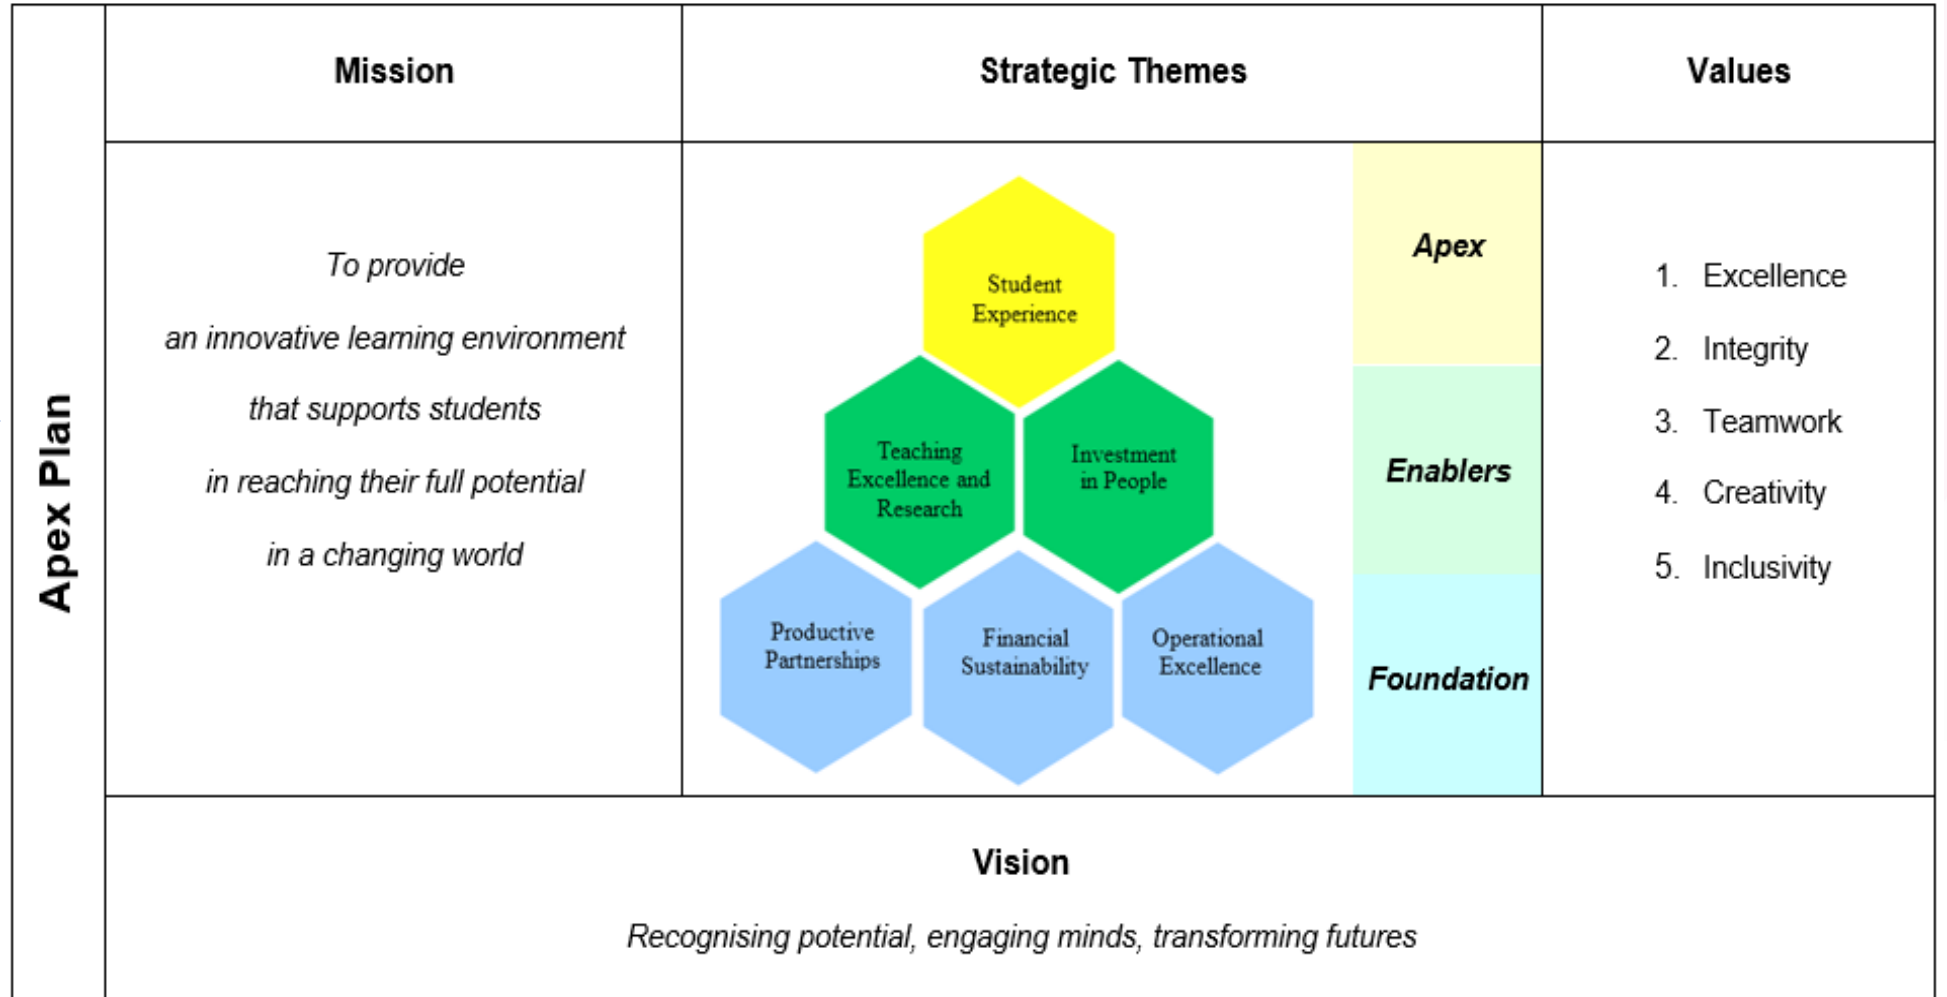 Apex Plan
Mission
Strategic Themes
Values
To provide
an innovative learning environment
that supports students
in reaching their full potential
in a changing world
Student
Experience
Teaching
Excellence and
Research
Investment
in People
Productive
Partnerships
Financial
Sustainability
Operational
Excellence
Apex
Enablers
Foundation
1. Excellence
2. Integrity
3. Teamwork
4. Creativity
5. Inclusivity
Vision
Recognising potential, engaging minds, transforming futures